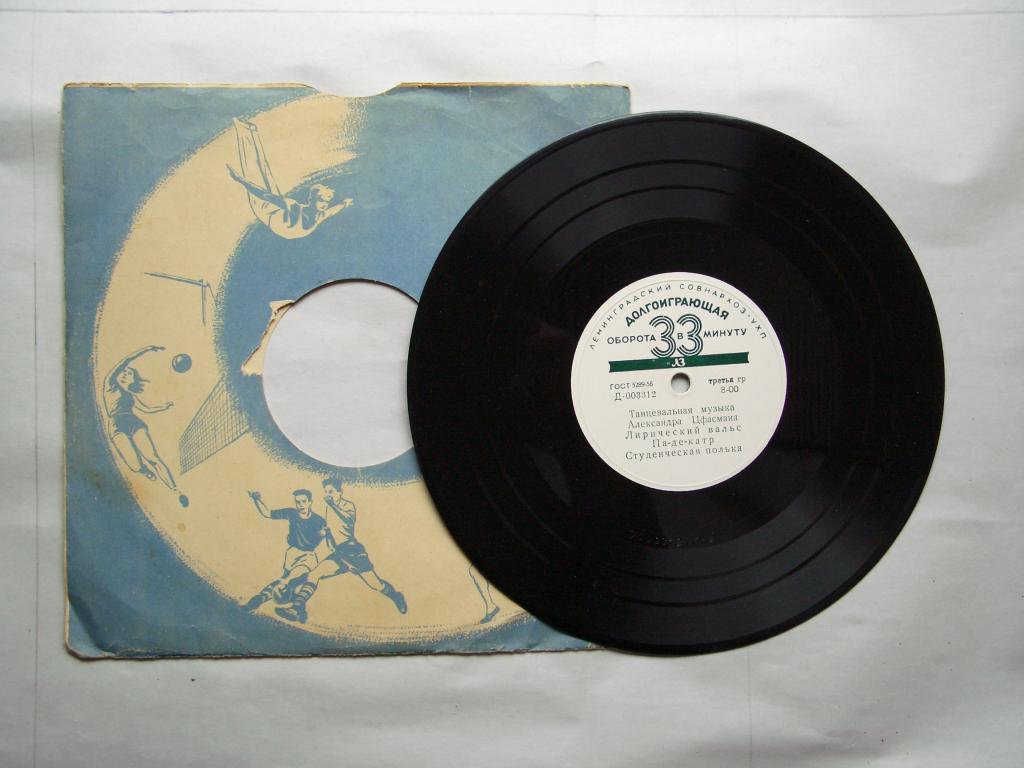 ЛЕНИНГРАДСКИЙ СОВНАРХОЗ-УХП
ДОЛГОИГРАЮЩАЯ
ОБОРОТА 33 В МИНУТУ
ЛЗ
ГОСТ 5289-56 третья гр
Д-003312 8-00
Танцевальная музыка
Александра Цфасмана
Лирический вальс
Па-де-катр
Студенческая полька